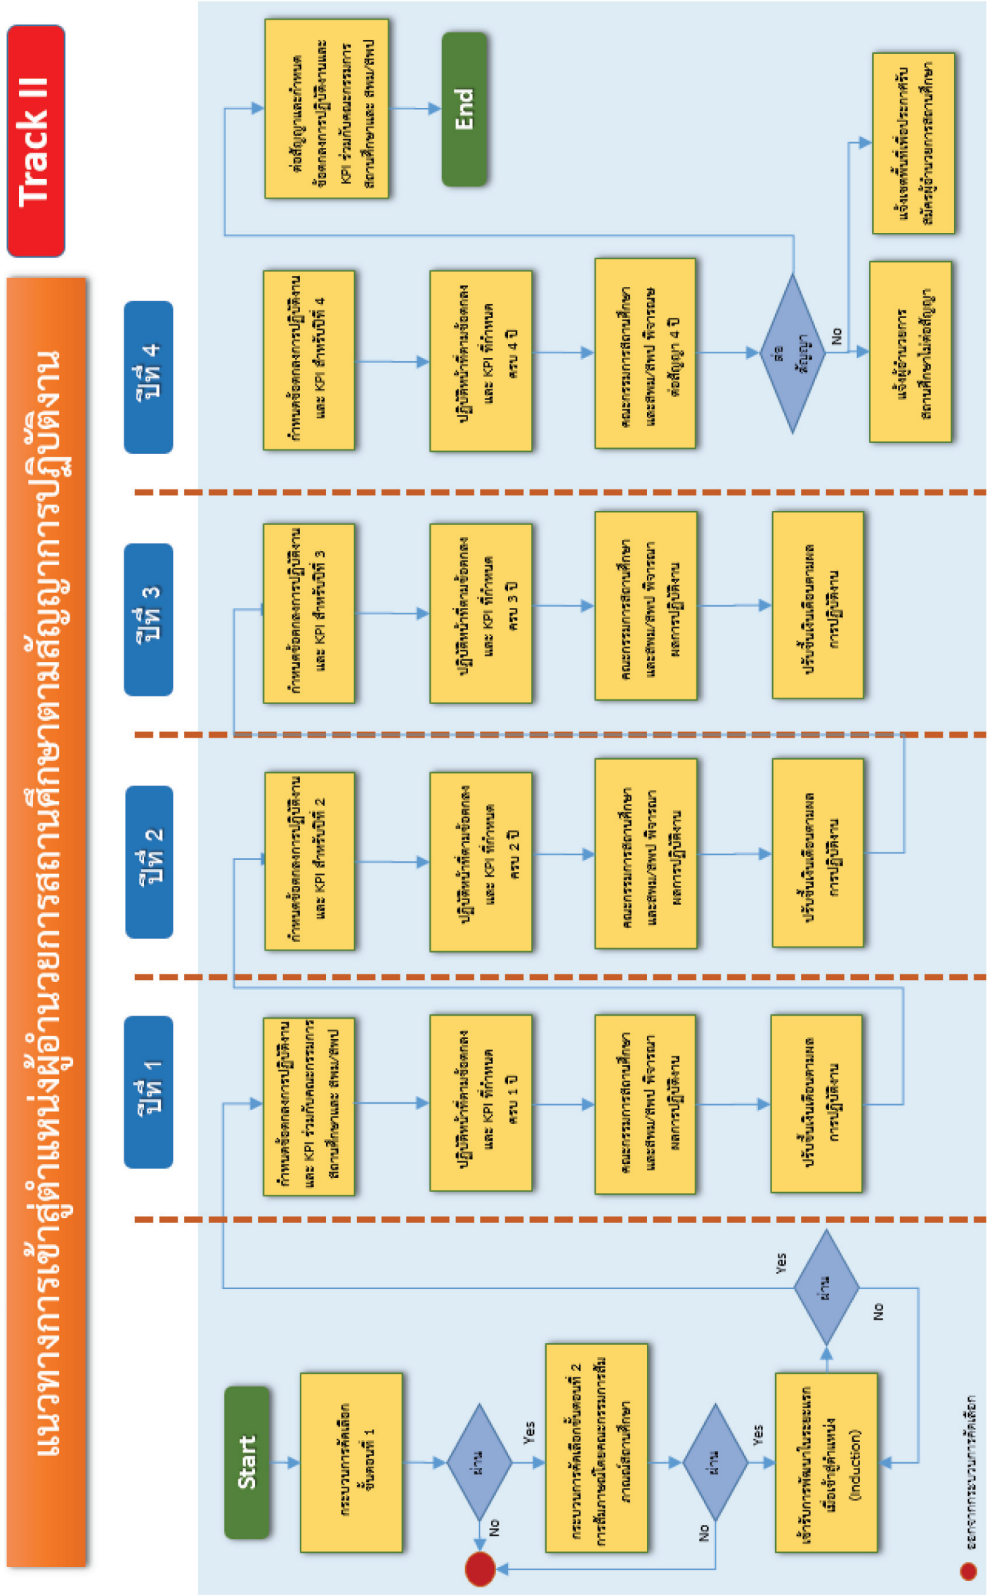 แนวทางการเข้าสู่ตำแหน่งผู้อำนวยการสถานศึกษาตามสัญญาการปฏิบัติงาน
Track II
ปีที่ 1
ปีที่ 2
ปีที่ 3
ปีที่ 4
Start
กระบวนการคัดเลือก
ขั้นตอนที่ 1
ผ่าน
No
Yes
กระบวนการคัดเลือกขั้นตอนที่ 2
การสัมภาษณ์โดยคณะกรรมการสัม
ภาณณ์สถานศึกษา
ผ่าน
No
Yes
เข้ารับการพัฒนาในระยะแรก
เมื่อเข้าสู่ตำแหน่ง
(Induction)
ผ่าน
Yes
No
ออกจากกระบวนการคัดเลือก
กำหนดข้อตกลงการปฏิบัติงาน
และ KPI ร่วมกับคณะกรรมการ
สถานศึกษาและ สพม/สพป
ปฏิบัติหน้าที่ตามข้อตกลง
และ KPI ที่กำหนด
ครบ 1 ปี
คณะกรรมการสถานศึกษา
และสพม/สพป พิจารณา
ผลการปฏิบัติงาน
ปรับขึ้นเงินเดือนตามผล
การปฏิบัติงาน
กำหนดข้อตกลงการปฏิบัติงาน
และ KPI สำหรับปีที่ 2
ปฏิบัติหน้าที่ตามข้อตกลง
และ KPI ที่กำหนด
ครบ 2 ปี
คณะกรรมการสถานศึกษา
และสพม/สพป พิจารณา
ผลการปฏิบัติงาน
ปรับขึ้นเงินเดือนตามผล
การปฏิบัติงาน
กำหนดข้อตกลงการปฏิบัติงาน
และ KPI สำหรับปีที่ 3
ปฏิบัติหน้าที่ตามข้อตกลง
และ KPI ที่กำหนด
ครบ 3 ปี
คณะกรรมการสถานศึกษา
และสพม/สพป พิจารณา
ผลการปฏิบัติงาน
ปรับขึ้นเงินเดือนตามผล
การปฏิบัติงาน
กำหนดข้อตกลงการปฏิบัติงาน
และ KPI สำหรับปีที่ 4
ปฏิบัติหน้าที่ตามข้อตกลง
และ KPI ที่กำหนด
ครบ 4 ปี
คณะกรรมการสถานศึกษา
และสพม/สพป พิจารณษ
ต่อสัญญา 4 ปี
ต่อ
สัญญา
No
แจ้งผู้อำนวยการ
สถานศึกษาไม่ต่อสัญญา
แจ้งเขตพื้นที่เพื่อประกาศรับ
สมัครผู้อำนวยการสถานศึกษา
ต่อสัญญาและกำหนด
ข้อตกลงการปฏิบัติงานและ
KPI ร่วมกับคณะกรรมการ
สถานศึกษาและ สพม/สพป
End